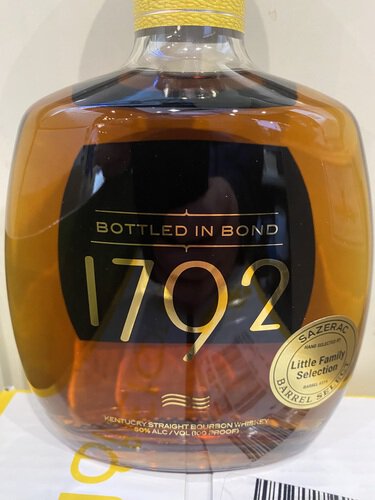 BOTTLED IN BOND
1792
SAZERAC
HAND SELECTED BY
Little Family
Selection
BARREL SELECT
KENTUCKY STRAIGHT BOURBON WHISKEY
50% ALC / VOL (100 PROOF)